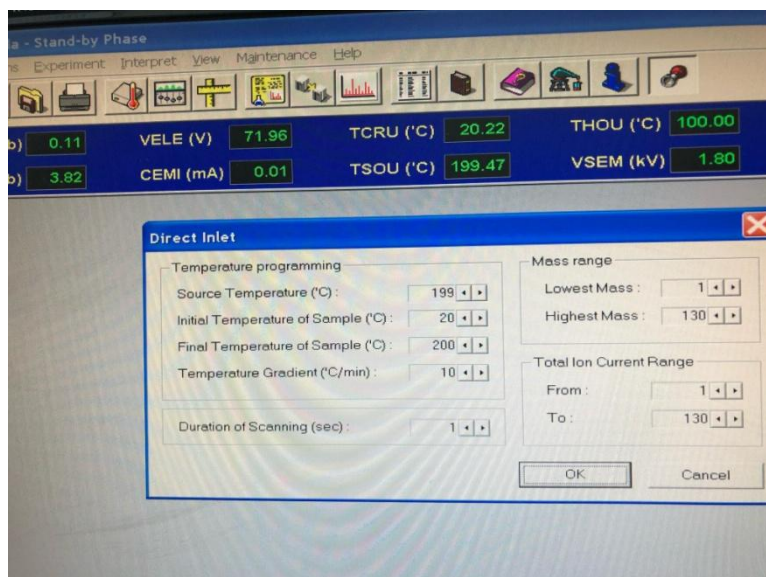 la - Stand-by Phase
ns Experiment Interpret View Maintenance Help
b) 0.11 VELE (V) 71.96 TCRU ('C) 20.22 THOU ('C) 100.00
b) 3.82 CEMI (mA) 0.01 TSOU ('C) 199.47 VSEM (kV) 1.80
Direct Inlet
Temperature programming
Source Temperature ('C) : 199
Initial Temperature of Sample ('C) : 20
Final Temperature of Sample ('C) : 200
Temperature Gradient ('C/min) : 10
Duration of Scanning (sec) : 1
Mass range
Lowest Mass : 1
Highest Mass : 130
Total Ion Current Range
From : 1
To : 130
OK Cancel